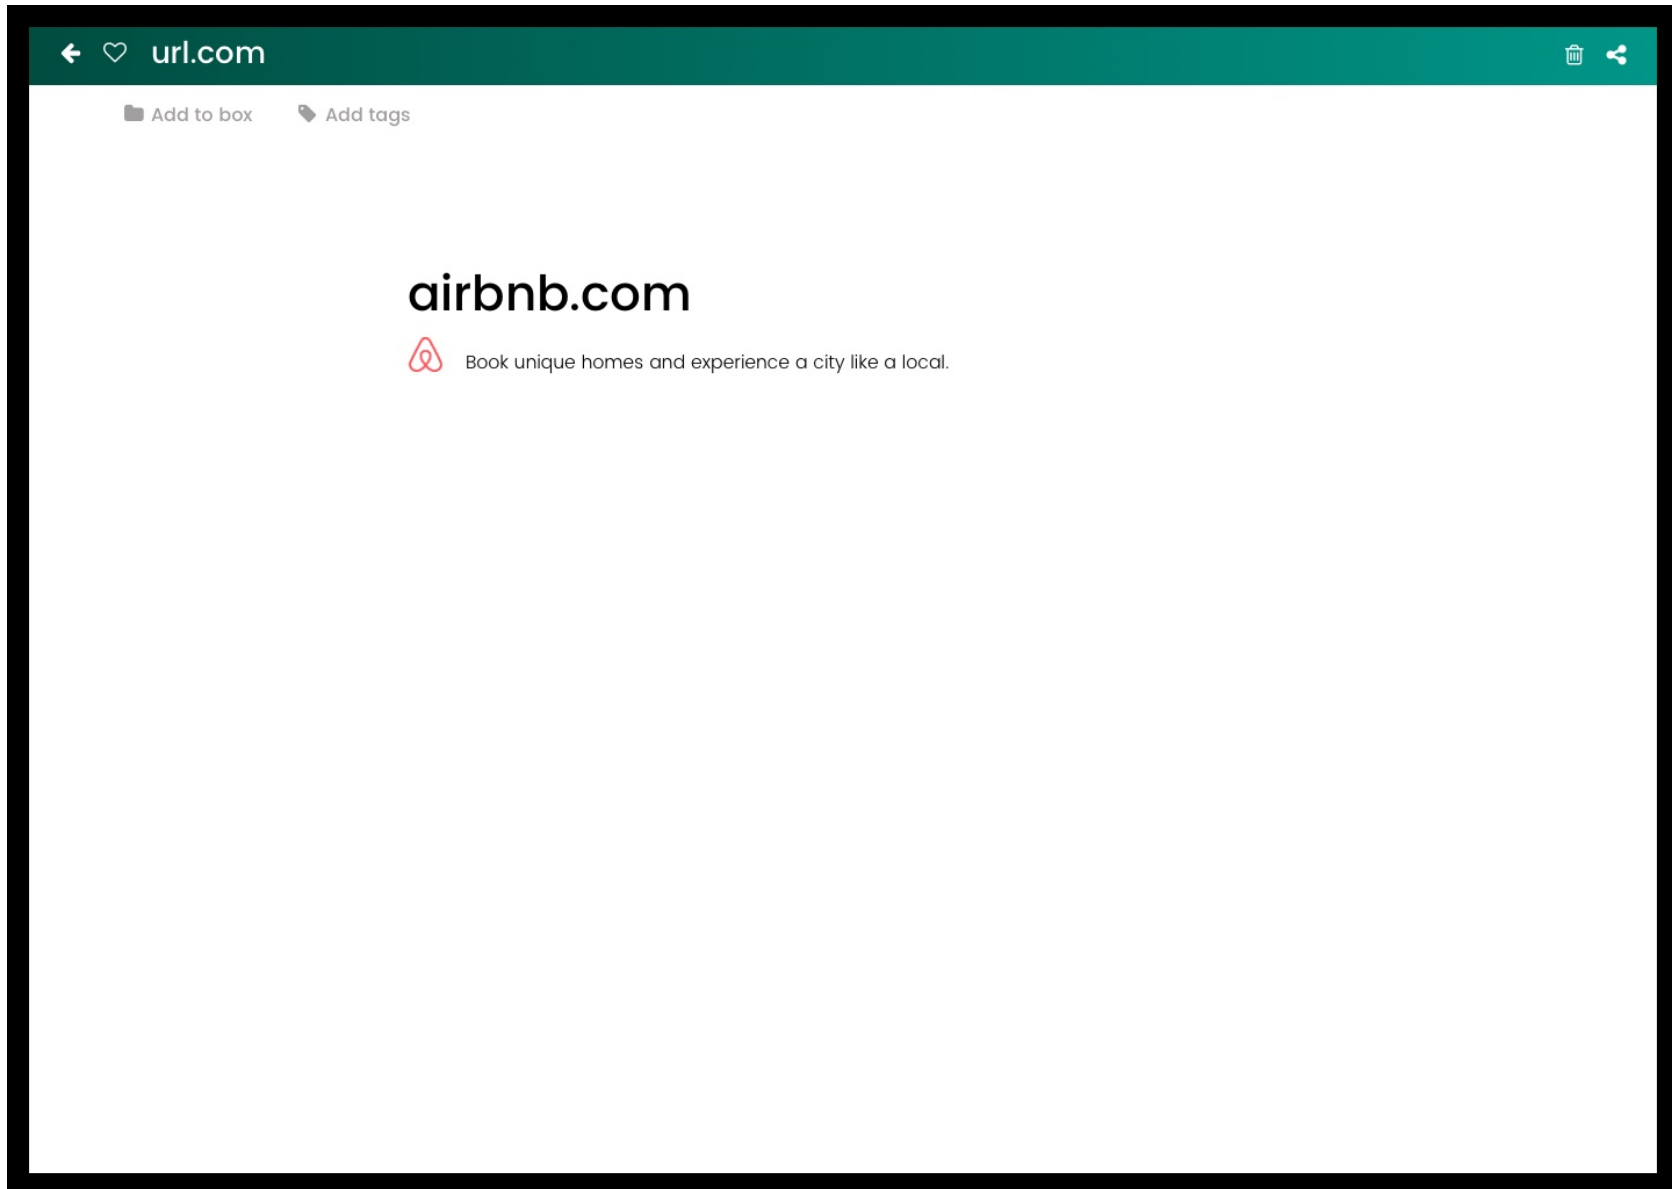 url.com
Add to box Add tags
airbnb.com
Book unique homes and experience a city like a local.